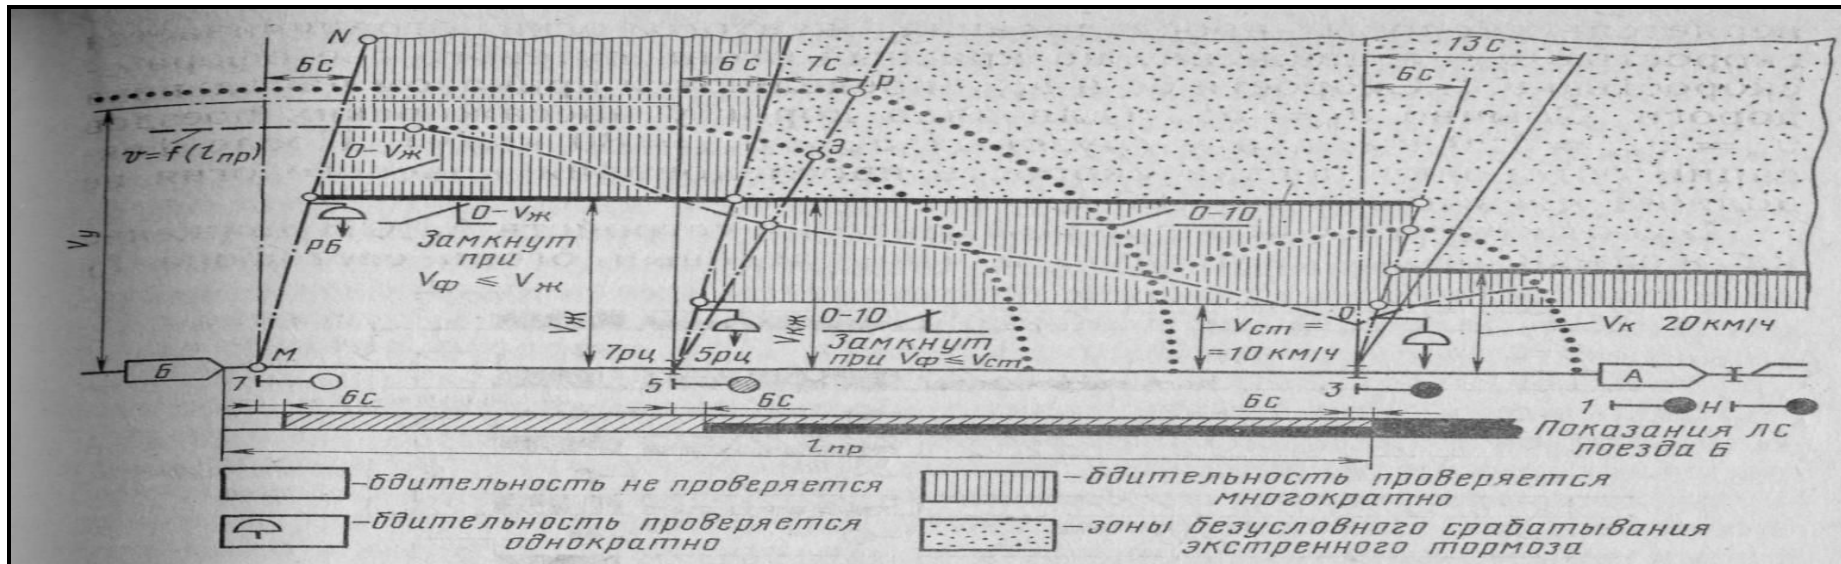 N
6с
6с
7с
13с
6с
Р
v=f(lпр)
0-Vж
Э
0-Vж
0-10
Vу
РБ
Замкнут
при
Vф ≤ Vж
Vж
Vкж
0-10
Замкнут
при Vф≤Vст
Vст =
=10 км/ч
О
Vк 20 км/ч
М
7рц
5рц
Б
7
5
3
А
1
Н
6с
6с
6с
Показания ЛС
поезда Б
lпр
-бдительность не проверяется
-бдительность проверяется
однократно
-бдительность проверяется
многократно
-зоны безусловного срабатывания
экстренного тормоза